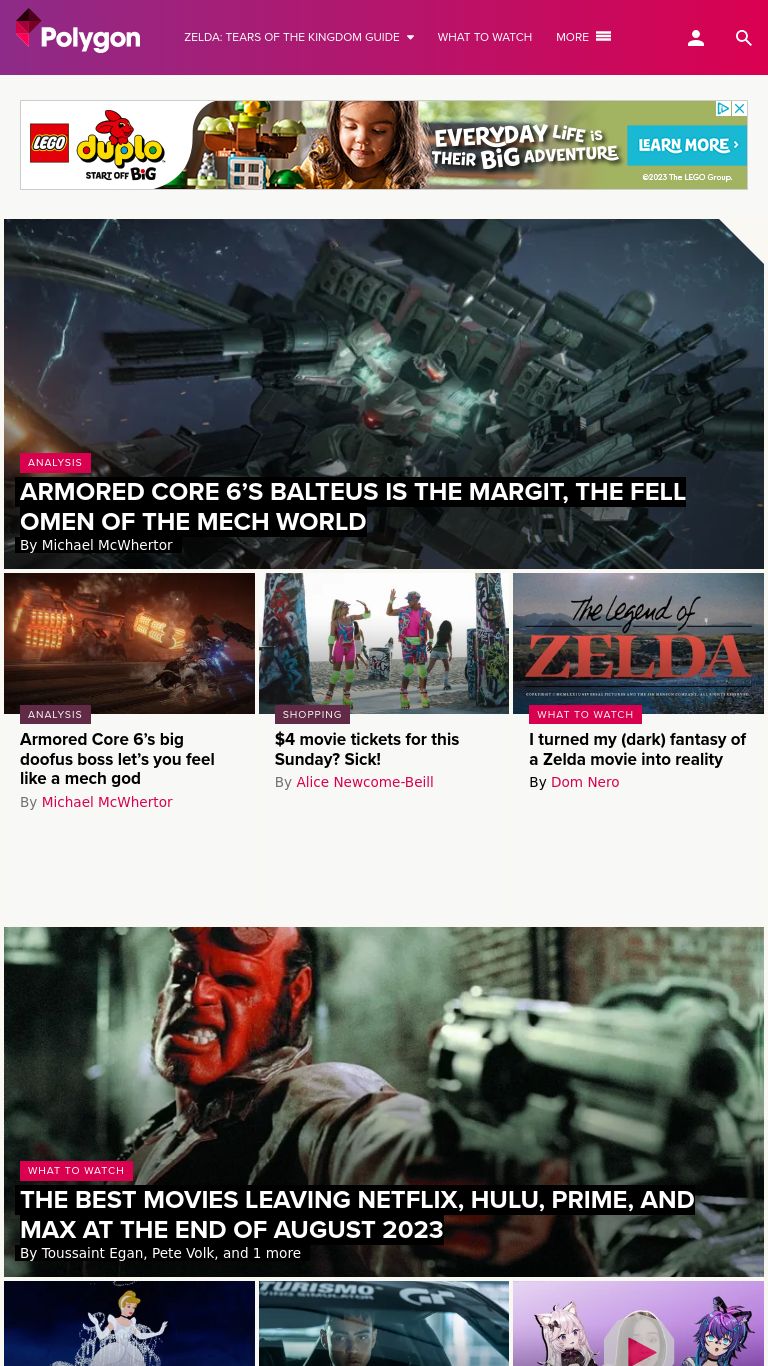 Polygon
ZELDA: TEARS OF THE KINGDOM GUIDE
WHAT TO WATCH
MORE
LEGO
duplo
START OFF BIG
EVERYDAY LIFE iS
THEiR BiG ADVENTURE
LEARN MORE ›
©2023 The LEGO Group.
ANALYSIS
ARMORED CORE 6’S BALTEUS IS THE MARGIT, THE FELL
OMEN OF THE MECH WORLD
By Michael McWhertor
ANALYSIS
Armored Core 6’s big
doofus boss let’s you feel
like a mech god
By Michael McWhertor
SHOPPING
$4 movie tickets for this
Sunday? Sick!
By Alice Newcome-Beill
The Legend of
ZELDA
WHAT TO WATCH
I turned my (dark) fantasy of
a Zelda movie into reality
By Dom Nero
WHAT TO WATCH
THE BEST MOVIES LEAVING NETFLIX, HULU, PRIME, AND
MAX AT THE END OF AUGUST 2023
By Toussaint Egan, Pete Volk, and 1 more
TURISMO
GT